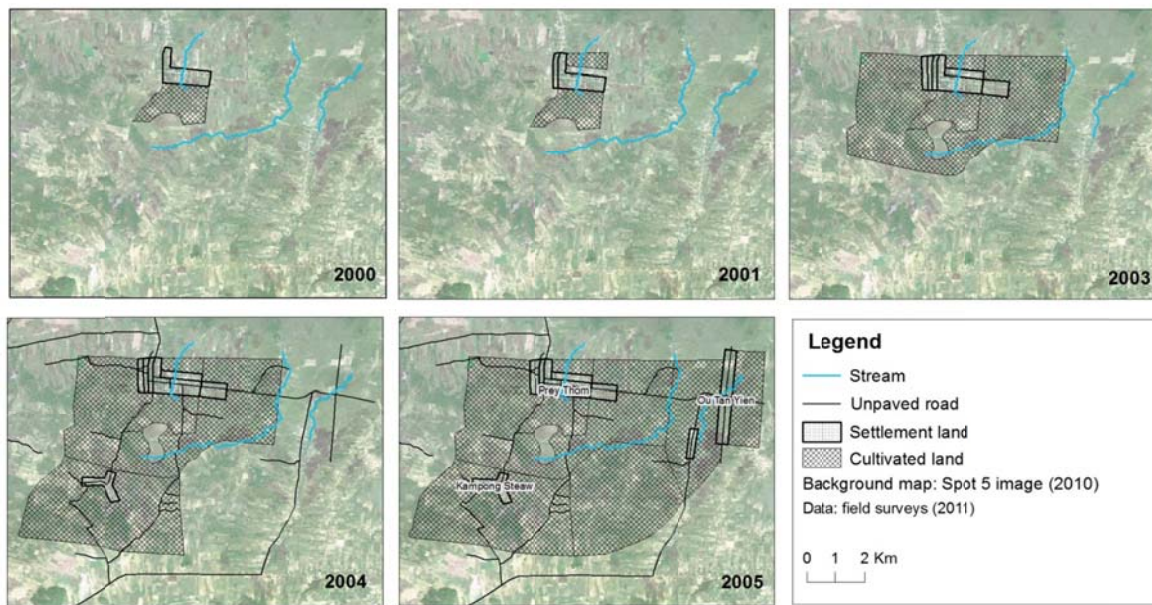 2000
2001
2003
2004
Prey Thom
Ou Tan Yien
Kampong Steaw
2005
Legend
Stream
Unpaved road
Settlement land
Cultivated land
Background map: Spot 5 image (2010)
Data: field surveys (2011)
0 1 2 Km